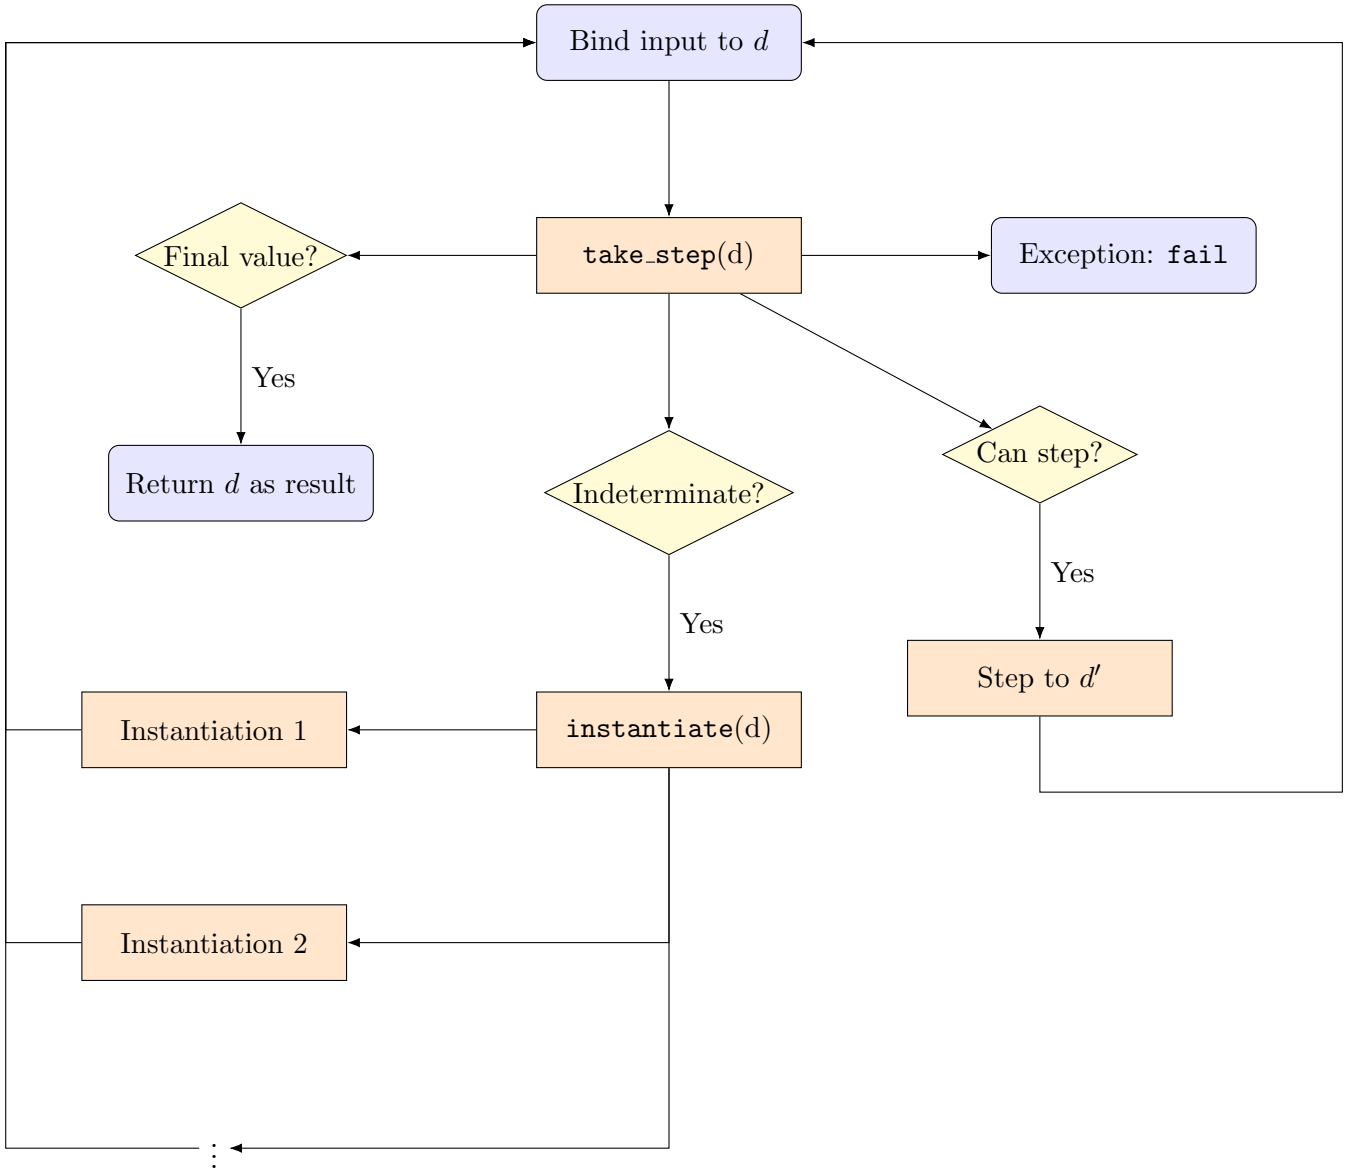 Bind input to d
Final value?
take_step(d)
Exception: fail
Yes
Can step?
Return d as result
Indeterminate?
Yes
Yes
Step to d′
Instantiation 1
instantiate(d)
Instantiation 2
⋮